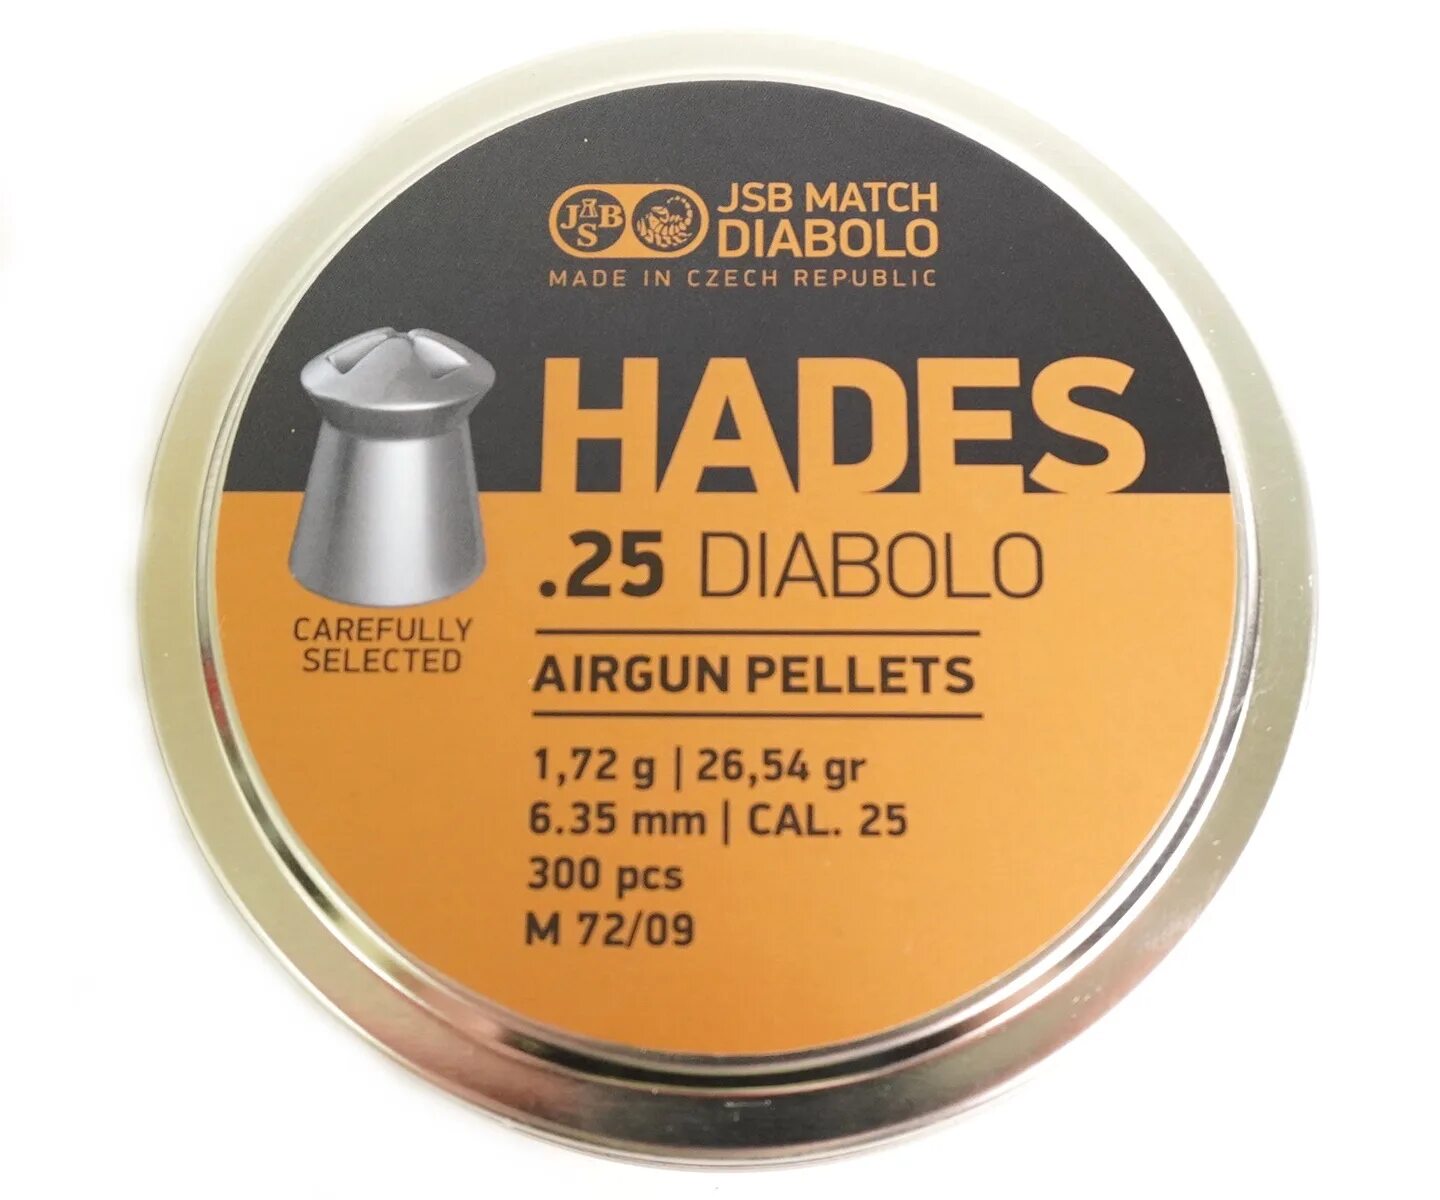 JSB
JSB MATCH
DIABOLO
MADE IN CZECH REPUBLIC
HADES
.25 DIABOLO
CAREFULLY
SELECTED
AIRGUN PELLETS
1,72 g | 26,54 gr
6.35 mm | CAL. 25
300 pcs
M 72/09